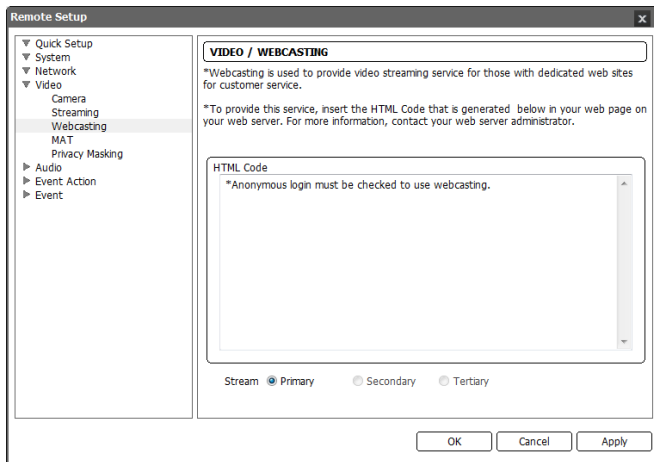 Remote Setup
x
Quick Setup
System
Network
Video
Camera
Streaming
Webcasting
MAT
Privacy Masking
Audio
Event Action
Event
VIDEO / WEBCASTING
*Webcasting is used to provide video streaming service for those with dedicated web sites
for customer service.
*To provide this service, insert the HTML Code that is generated below in your web page on
your web server. For more information, contact your web server administrator.
HTML Code
*Anonymous login must be checked to use webcasting.
Stream Primary Secondary Tertiary
OK Cancel Apply